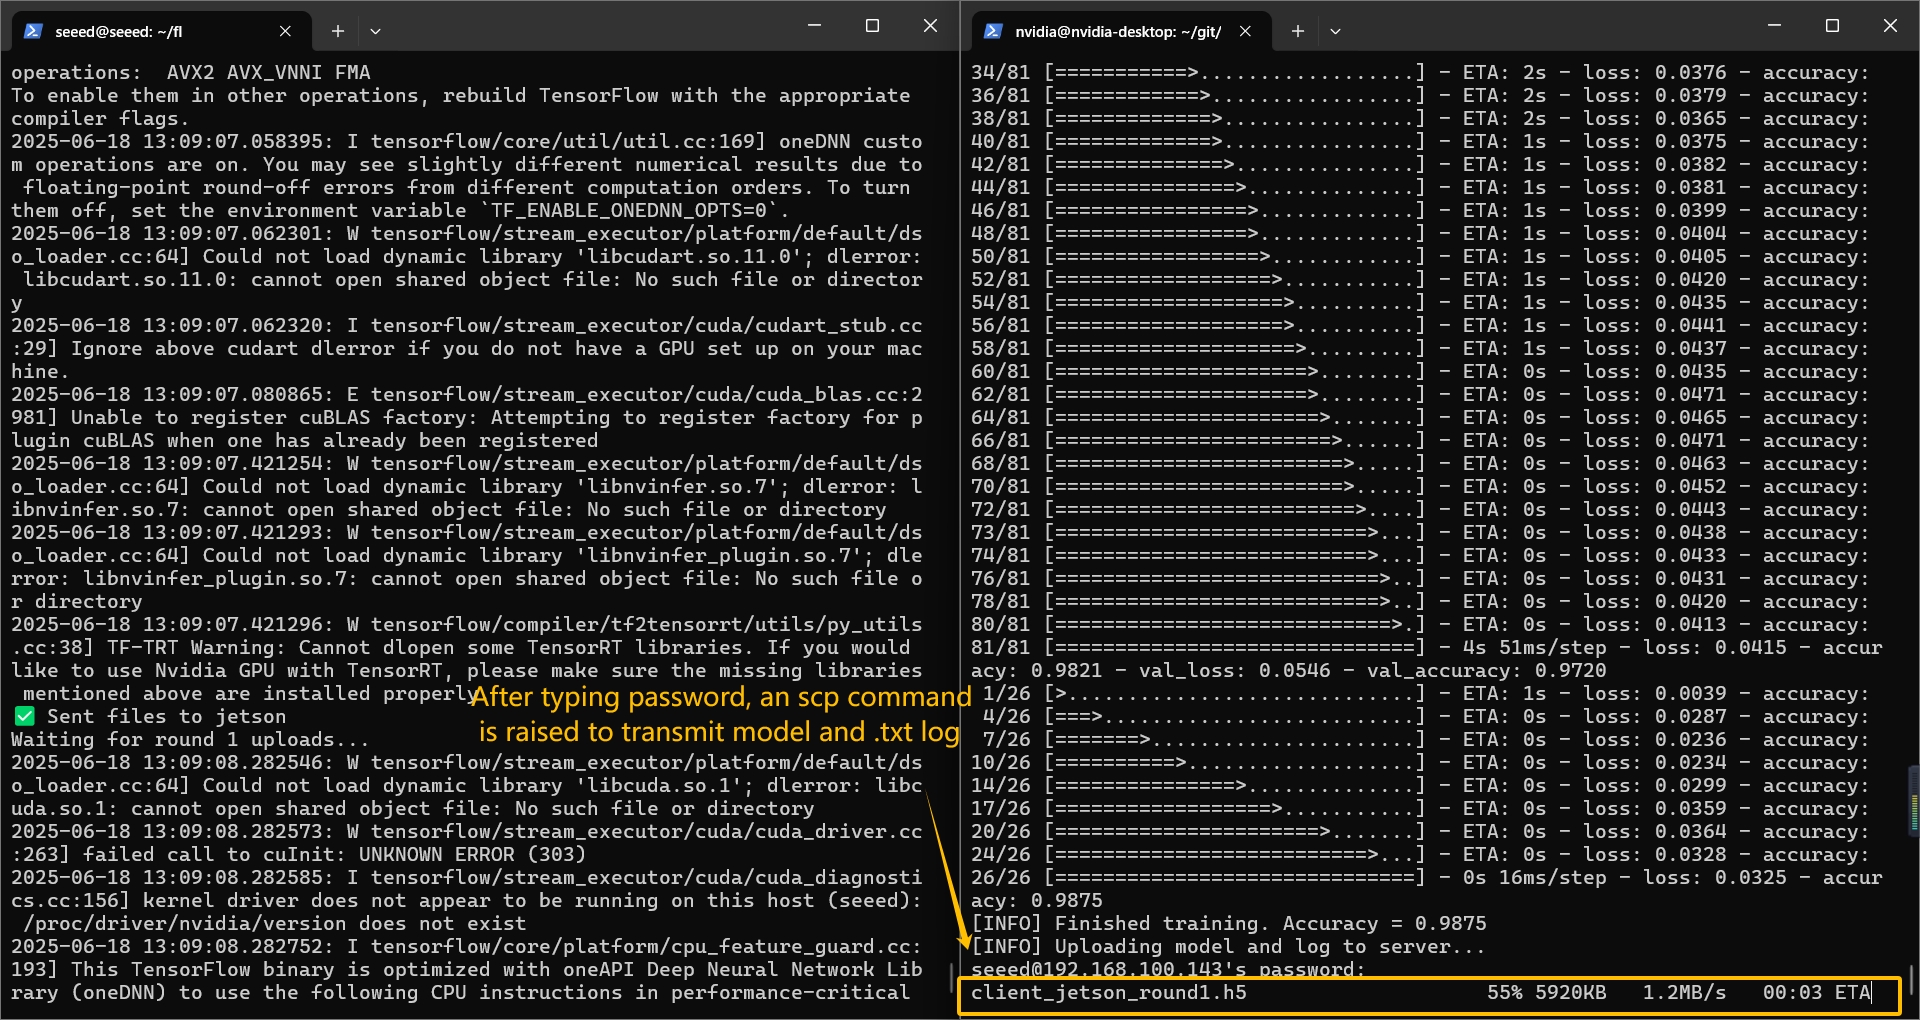 seeed@seeed: ~/fl
operations:  AVX2 AVX_VNNI FMA
To enable them in other operations, rebuild TensorFlow with the appropriate
compiler flags.
2025-06-18 13:09:07.058395: I tensorflow/core/util/util.cc:169] oneDNN custo
m operations are on. You may see slightly different numerical results due to
 floating-point round-off errors from different computation orders. To turn
them off, set the environment variable `TF_ENABLE_ONEDNN_OPTS=0`.
2025-06-18 13:09:07.062301: W tensorflow/stream_executor/platform/default/ds
o_loader.cc:64] Could not load dynamic library 'libcudart.so.11.0'; dlerror:
 libcudart.so.11.0: cannot open shared object file: No such file or director
y
2025-06-18 13:09:07.062320: I tensorflow/stream_executor/cuda/cudart_stub.cc
:29] Ignore above cudart dlerror if you do not have a GPU set up on your mac
hine.
2025-06-18 13:09:07.080865: E tensorflow/stream_executor/cuda/cuda_blas.cc:2
981] Unable to register cuBLAS factory: Attempting to register factory for p
lugin cuBLAS when one has already been registered
2025-06-18 13:09:07.421254: W tensorflow/stream_executor/platform/default/ds
o_loader.cc:64] Could not load dynamic library 'libnvinfer.so.7'; dlerror: l
ibnvinfer.so.7: cannot open shared object file: No such file or directory
2025-06-18 13:09:07.421293: W tensorflow/stream_executor/platform/default/ds
o_loader.cc:64] Could not load dynamic library 'libnvinfer_plugin.so.7'; dle
rror: libnvinfer_plugin.so.7: cannot open shared object file: No such file o
r directory
2025-06-18 13:09:07.421296: W tensorflow/compiler/tf2tensorrt/utils/py_utils
.cc:38] TF-TRT Warning: Cannot dlopen some TensorRT libraries. If you would
like to use Nvidia GPU with TensorRT, please make sure the missing libraries
 mentioned above are installed properly
✅ Sent files to jetson
Waiting for round 1 uploads...
2025-06-18 13:09:08.282546: W tensorflow/stream_executor/platform/default/ds
o_loader.cc:64] Could not load dynamic library 'libcuda.so.1'; dlerror: libc
uda.so.1: cannot open shared object file: No such file or directory
2025-06-18 13:09:08.282573: W tensorflow/stream_executor/cuda/cuda_driver.cc
:263] failed call to cuInit: UNKNOWN ERROR (303)
2025-06-18 13:09:08.282585: I tensorflow/stream_executor/cuda/cuda_diagnosti
cs.cc:156] kernel driver does not appear to be running on this host (seeed):
 /proc/driver/nvidia/version does not exist
2025-06-18 13:09:08.282752: I tensorflow/core/platform/cpu_feature_guard.cc:
193] This TensorFlow binary is optimized with oneAPI Deep Neural Network Lib
rary (oneDNN) to use the following CPU instructions in performance-critical
After typing password, an scp command
is raised to transmit model and .txt log
nvidia@nvidia-desktop: ~/git/
34/81 [===========>..................] - ETA: 2s - loss: 0.0376 - accuracy:
36/81 [============>.................] - ETA: 2s - loss: 0.0379 - accuracy:
38/81 [=============>................] - ETA: 2s - loss: 0.0365 - accuracy:
40/81 [=============>................] - ETA: 1s - loss: 0.0375 - accuracy:
42/81 [==============>...............] - ETA: 1s - loss: 0.0382 - accuracy:
44/81 [===============>..............] - ETA: 1s - loss: 0.0381 - accuracy:
46/81 [================>.............] - ETA: 1s - loss: 0.0399 - accuracy:
48/81 [================>.............] - ETA: 1s - loss: 0.0404 - accuracy:
50/81 [=================>............] - ETA: 1s - loss: 0.0405 - accuracy:
52/81 [==================>...........] - ETA: 1s - loss: 0.0420 - accuracy:
54/81 [===================>..........] - ETA: 1s - loss: 0.0435 - accuracy:
56/81 [===================>..........] - ETA: 1s - loss: 0.0441 - accuracy:
58/81 [====================>.........] - ETA: 1s - loss: 0.0437 - accuracy:
60/81 [=====================>........] - ETA: 0s - loss: 0.0435 - accuracy:
62/81 [=====================>........] - ETA: 0s - loss: 0.0471 - accuracy:
64/81 [======================>.......] - ETA: 0s - loss: 0.0465 - accuracy:
66/81 [=======================>......] - ETA: 0s - loss: 0.0471 - accuracy:
68/81 [========================>.....] - ETA: 0s - loss: 0.0463 - accuracy:
70/81 [========================>.....] - ETA: 0s - loss: 0.0452 - accuracy:
72/81 [=========================>....] - ETA: 0s - loss: 0.0443 - accuracy:
73/81 [==========================>...] - ETA: 0s - loss: 0.0438 - accuracy:
74/81 [==========================>...] - ETA: 0s - loss: 0.0433 - accuracy:
76/81 [===========================>..] - ETA: 0s - loss: 0.0431 - accuracy:
78/81 [===========================>..] - ETA: 0s - loss: 0.0420 - accuracy:
80/81 [============================>.] - ETA: 0s - loss: 0.0413 - accuracy:
81/81 [==============================] - 4s 51ms/step - loss: 0.0415 - accur
acy: 0.9821 - val_loss: 0.0546 - val_accuracy: 0.9720
 1/26 [>.............................] - ETA: 1s - loss: 0.0039 - accuracy:
 4/26 [===>..........................] - ETA: 0s - loss: 0.0287 - accuracy:
 7/26 [=======>......................] - ETA: 0s - loss: 0.0236 - accuracy:
10/26 [==========>...................] - ETA: 0s - loss: 0.0234 - accuracy:
14/26 [===============>..............] - ETA: 0s - loss: 0.0299 - accuracy:
17/26 [==================>...........] - ETA: 0s - loss: 0.0359 - accuracy:
20/26 [======================>.......] - ETA: 0s - loss: 0.0364 - accuracy:
24/26 [==========================>...] - ETA: 0s - loss: 0.0328 - accuracy:
26/26 [==============================] - 0s 16ms/step - loss: 0.0325 - accur
acy: 0.9875
[INFO] Finished training. Accuracy = 0.9875
[INFO] Uploading model and log to server...
seeed@192.168.100.143's password:
client_jetson_round1.h5                    55% 5920KB   1.2MB/s   00:03 ETA